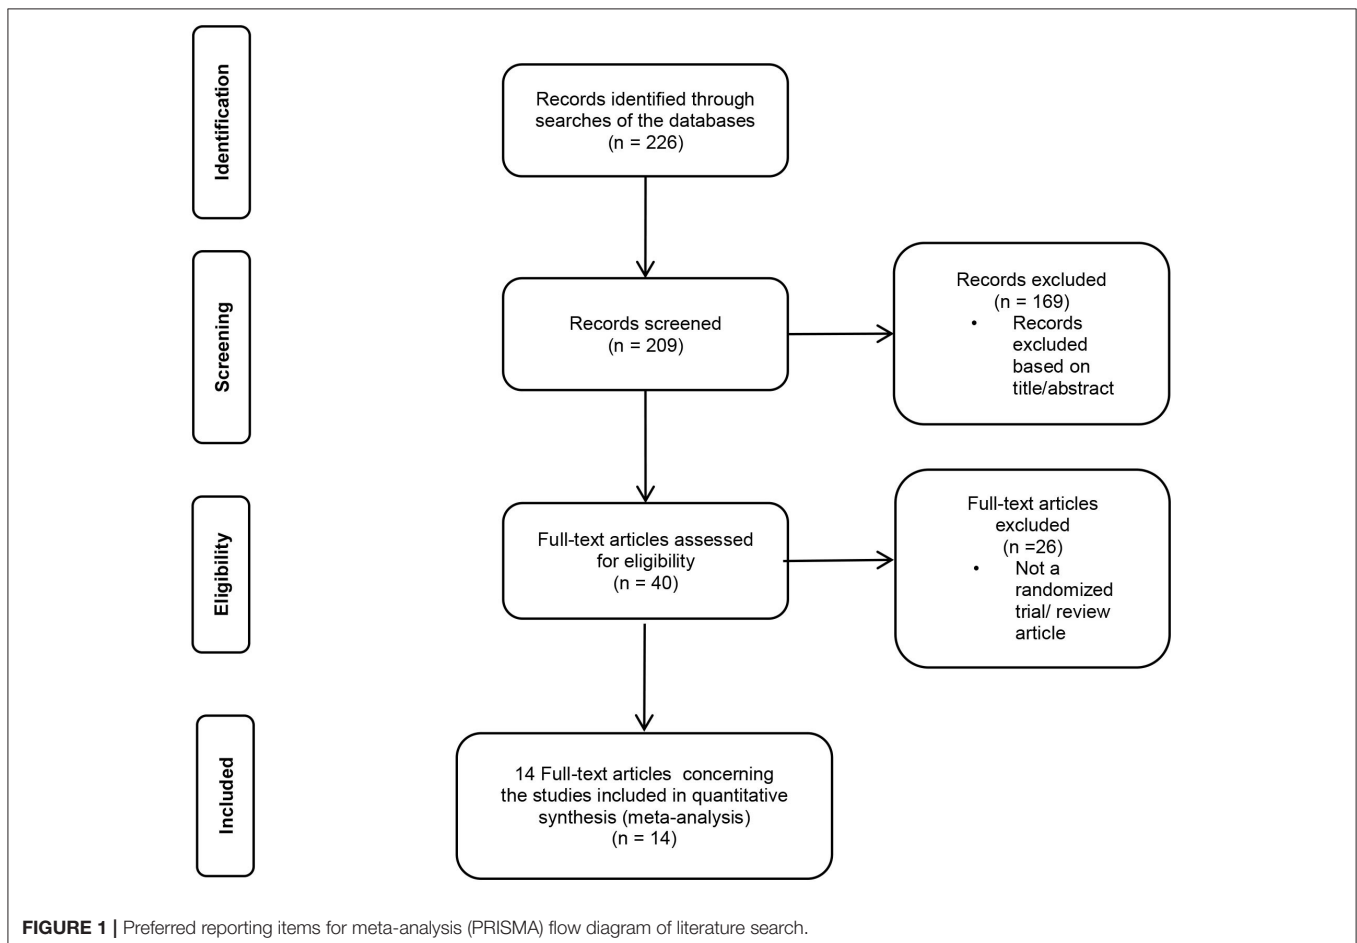 Identification
Records identified through
searches of the databases
(n = 226)
Screening
Records screened
(n = 209)
Records excluded
(n = 169)
• Records
excluded
based on
title/abstract
Eligibility
Full-text articles assessed
for eligibility
(n = 40)
Full-text articles
excluded
(n =26)
• Not a
randomized
trial/ review
article
Included
14 Full-text articles concerning
the studies included in quantitative
synthesis (meta-analysis)
(n = 14)
FIGURE 1 | Preferred reporting items for meta-analysis (PRISMA) flow diagram of literature search.